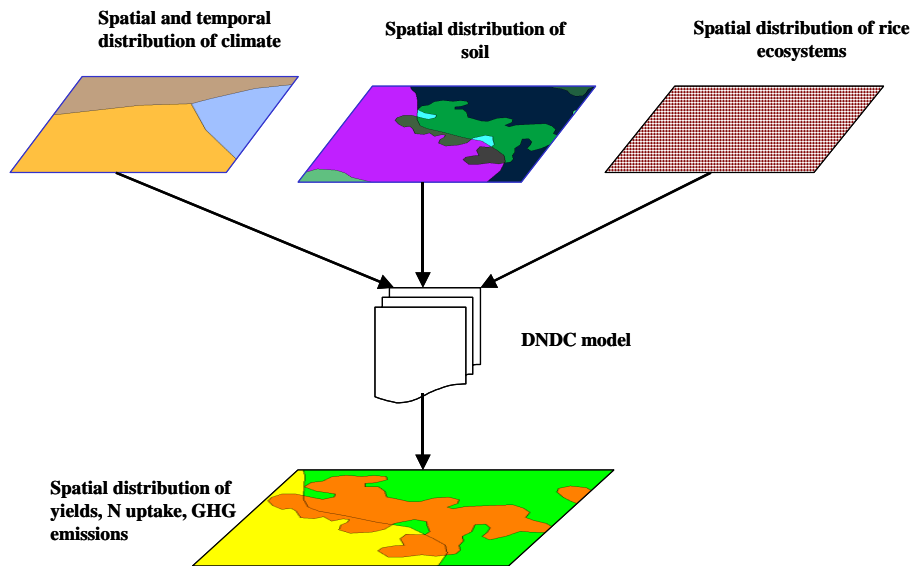 Spatial and temporal
distribution of climate
Spatial distribution of
soil
Spatial distribution of rice
ecosystems
DNDC model
Spatial distribution of
yields, N uptake, GHG
emissions